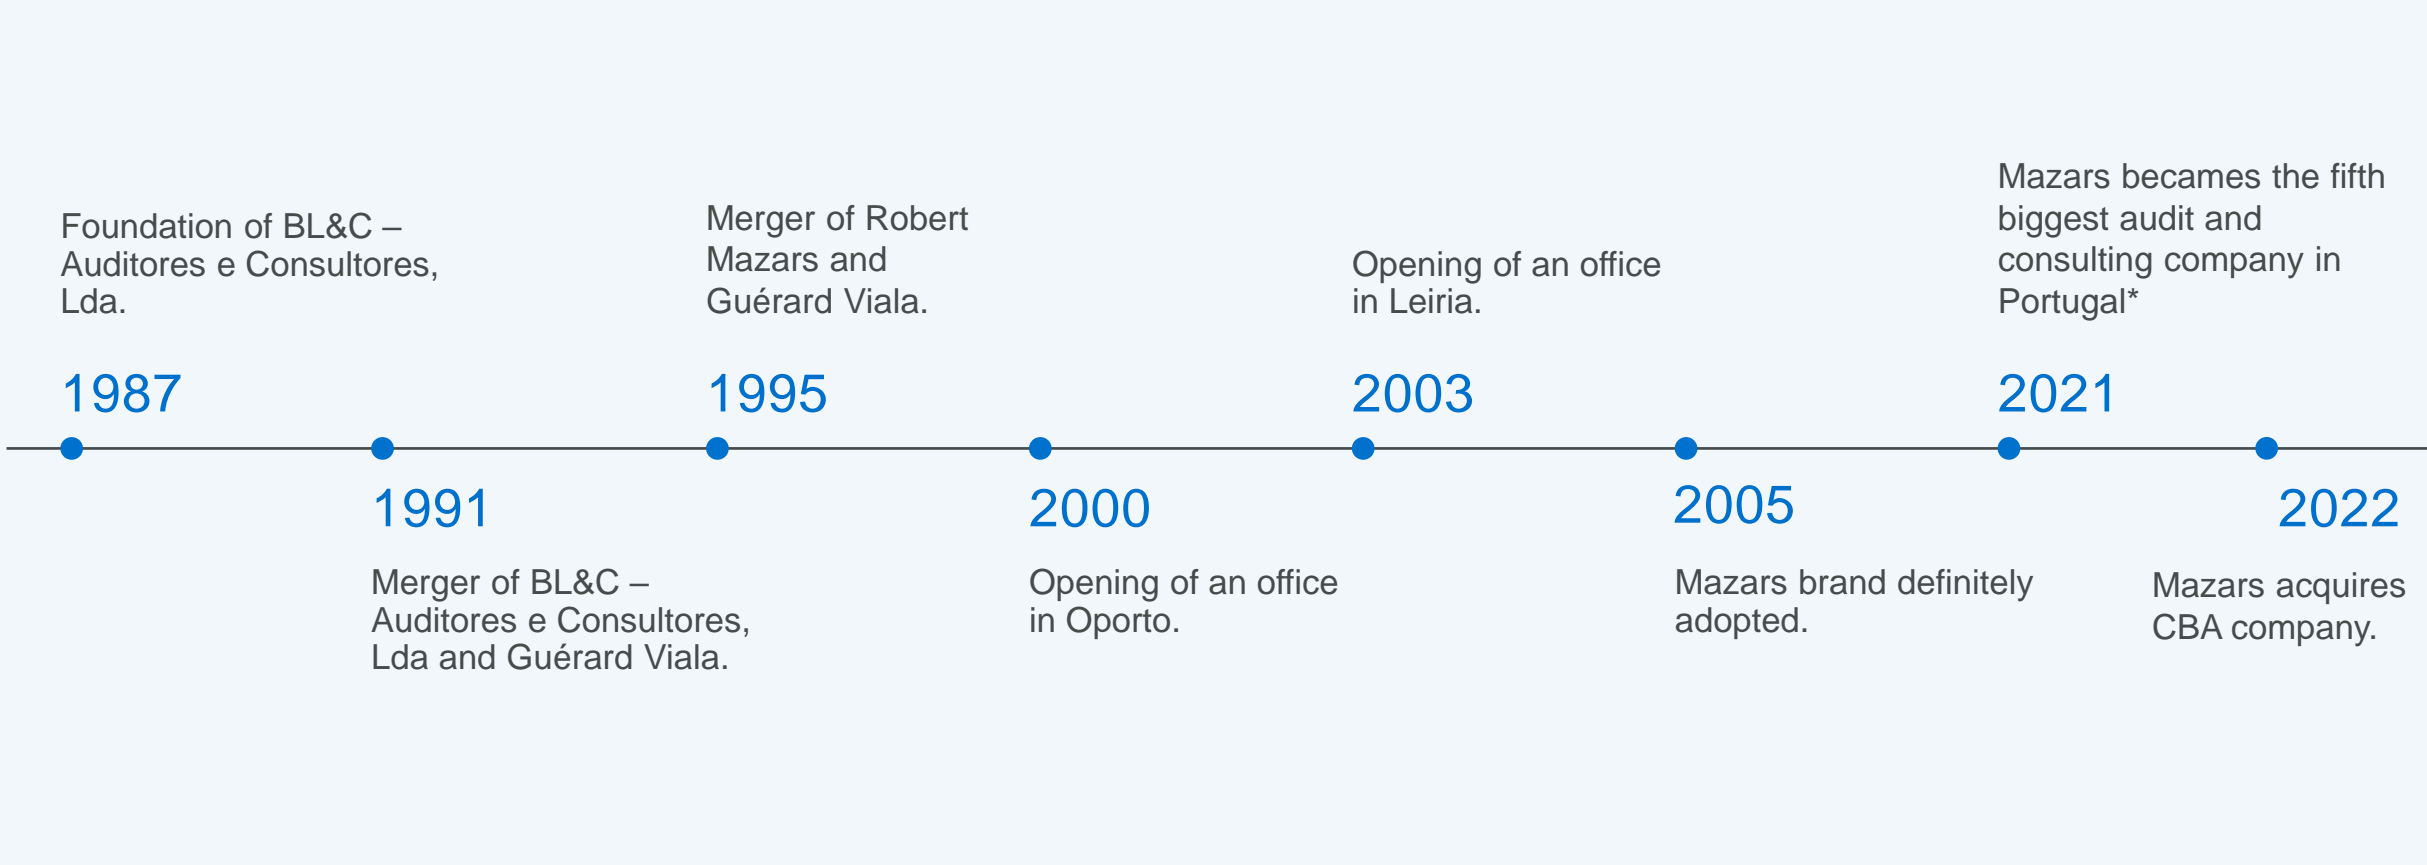 Foundation of BL&C –
Auditores e Consultores,
Lda.
1987
1991
Merger of BL&C –
Auditores e Consultores,
Lda and Guérard Viala.
Merger of Robert
Mazars and
Guérard Viala.
1995
2000
Opening of an office
in Oporto.
Opening of an office
in Leiria.
2003
2005
Mazars brand definitely
adopted.
Mazars becames the fifth
biggest audit and
consulting company in
Portugal*
2021
2022
Mazars acquires
CBA company.